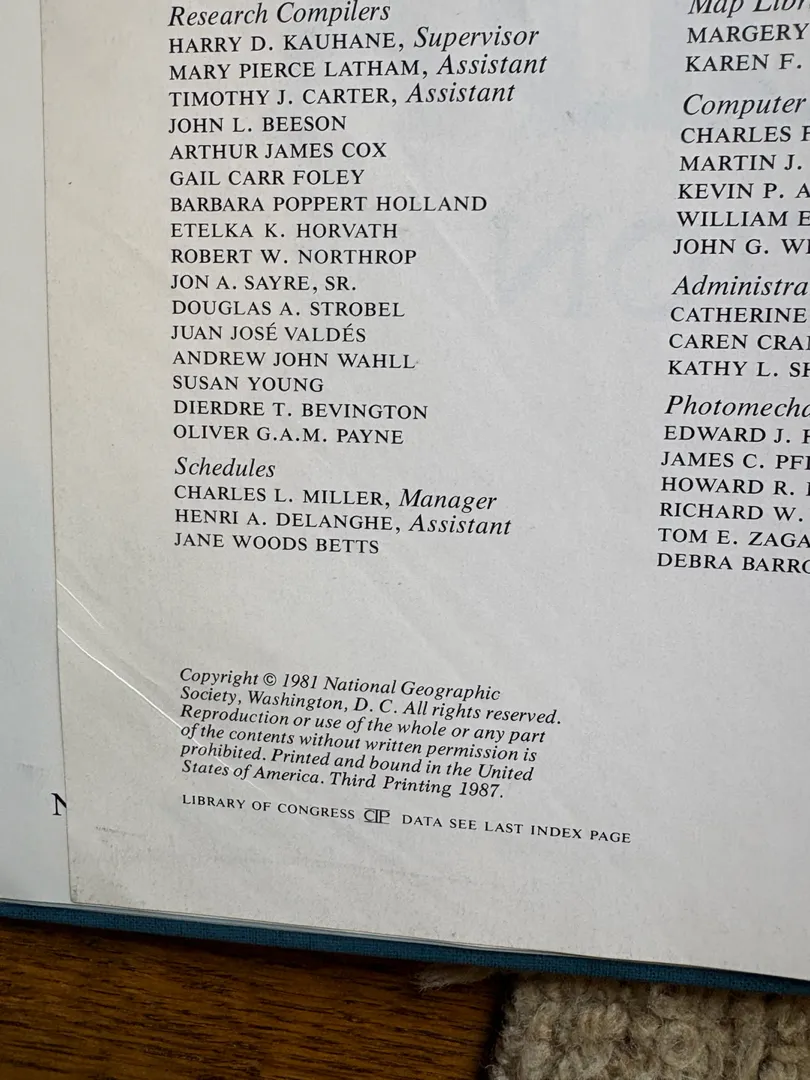 Research Compilers
HARRY D. KAUHANE, Supervisor
MARY PIERCE LATHAM, Assistant
TIMOTHY J. CARTER, Assistant
JOHN L. BEESON
ARTHUR JAMES COX
GAIL CARR FOLEY
BARBARA POPPERT HOLLAND
ETELKA K. HORVATH
ROBERT W. NORTHROP
JON A. SAYRE, SR.
DOUGLAS A. STROBEL
JUAN JOSÉ VALDÉS
ANDREW JOHN WAHLL
SUSAN YOUNG
DIERDRE T. BEVINGTON
OLIVER G.A.M. PAYNE
Schedules
CHARLES L. MILLER, Manager
HENRI A. DELANGHE, Assistant
JANE WOODS BETTS
Copyright © 1981 National Geographic
Society, Washington, D. C. All rights reserved.
Reproduction or use of the whole or any part
of the contents without written permission is
prohibited. Printed and bound in the United
States of America. Third Printing 1987.
LIBRARY OF CONGRESS CIP DATA SEE LAST INDEX PAGE
Map
MARGERY
KAREN F.
Computer
CHARLES
MARTIN J.
KEVIN P.
WILLIAM
JOHN G.
CATHERINE
CAREN
KATHY L.
EDWARD J.
JAMES C.
HOWARD R.
RICHARD W.
TOM E.
DEBRA